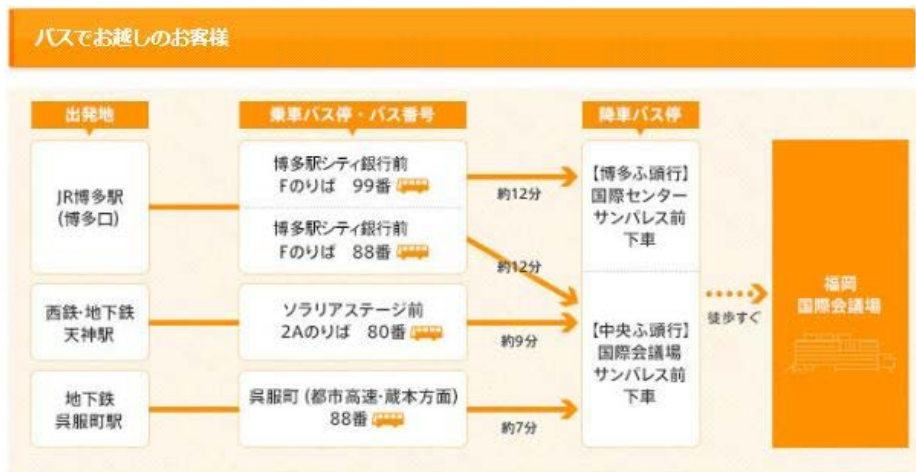 バスでお越しのお客様
出発地
乗車バス停・バス番号
降車バス停
JR博多駅
(博多口)
博多駅シティ銀行前
Fのりば 99番
約12分
博多駅シティ銀行前
Fのりば 88番
約12分
【博多ふ頭行】
国際センター
サンパレス前
下車
西鉄・地下鉄
天神駅
ソラリアステージ前
2Aのりば 80番
約9分
地下鉄
呉服町駅
呉服町 (都市高速・蔵本方面)
88番
約7分
【中央ふ頭行】
国際会議場
サンパレス前
下車
徒歩すぐ
福岡
国際会議場